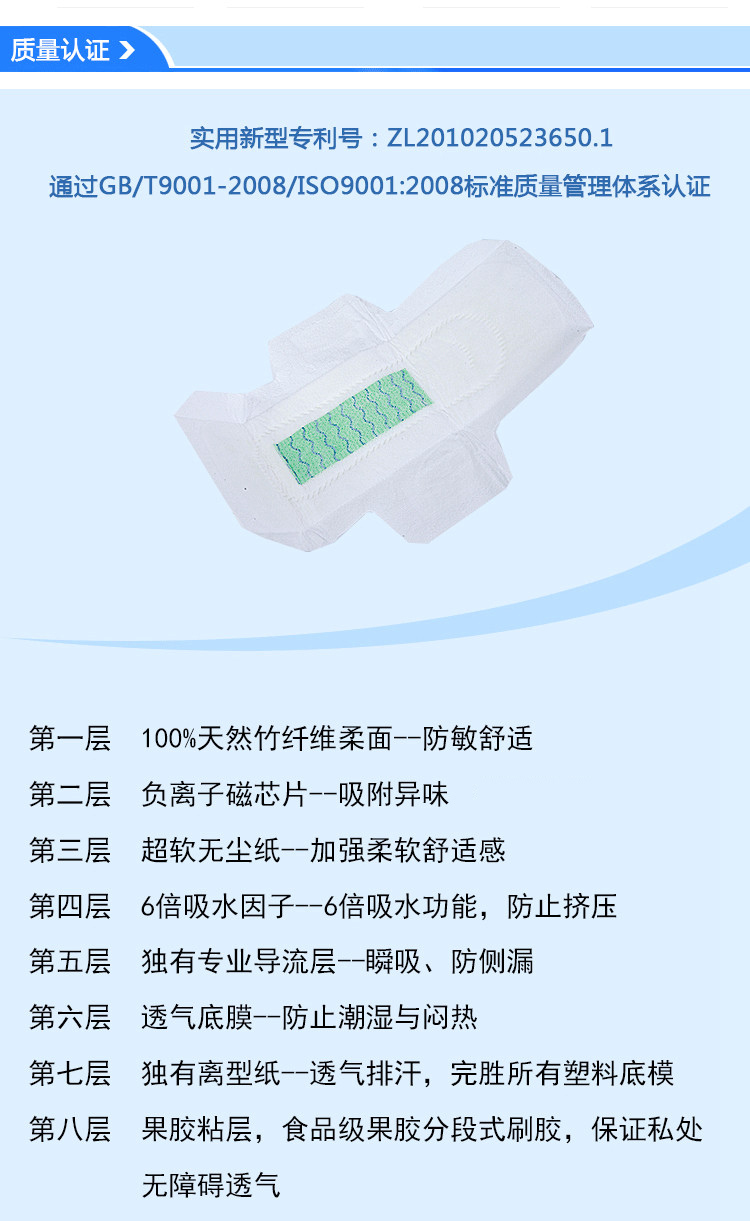 质量认证
实用新型专利号：ZL201020523650.1
通过GB/T9001-2008/ISO9001:2008标准质量管理体系认证
第一层 100%天然竹纤维柔面--防敏舒适
第二层 负离子磁芯片--吸附异味
第三层 超软无尘纸--加强柔软舒适感
第四层 6倍吸水因子--6倍吸水功能，防止挤压
第五层 独有专业导流层--瞬吸、防侧漏
第六层 透气底膜--防止潮湿与闷热
第七层 独有离型纸--透气排汗，完胜所有塑料底模
第八层 果胶粘层，食品级果胶分段式刷胶，保证私处
无障碍透气